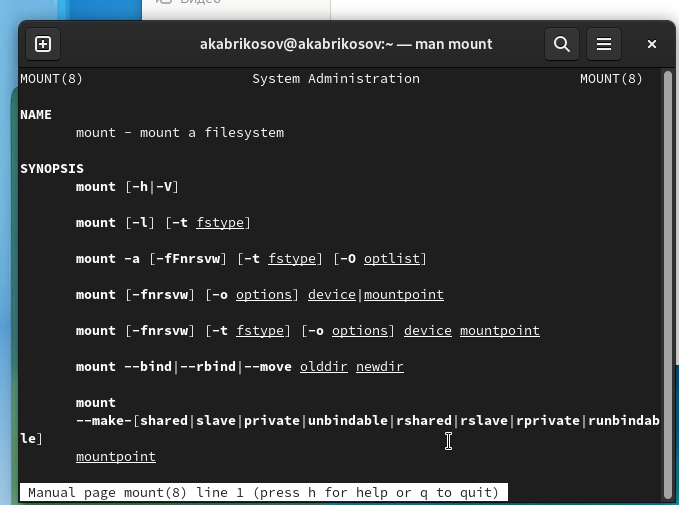 Видео
akabrikosov@akabrikosov:~ — man mount
MOUNT(8) System Administration MOUNT(8)
NAME
mount - mount a filesystem
SYNOPSIS
mount [-h|-V]
mount [-l] [-t fstype]
mount -a [-fFnrsvw] [-t fstype] [-O optlist]
mount [-fnrsvw] [-o options] device|mountpoint
mount [-fnrsvw] [-t fstype] [-o options] device mountpoint
mount --bind|--rbind|--move olddir newdir
mount
--make-[shared|slave|private|unbindable|rshared|rslave|rprivate|runbindab
le]
mountpoint
Manual page mount(8) line 1 (press h for help or q to quit)